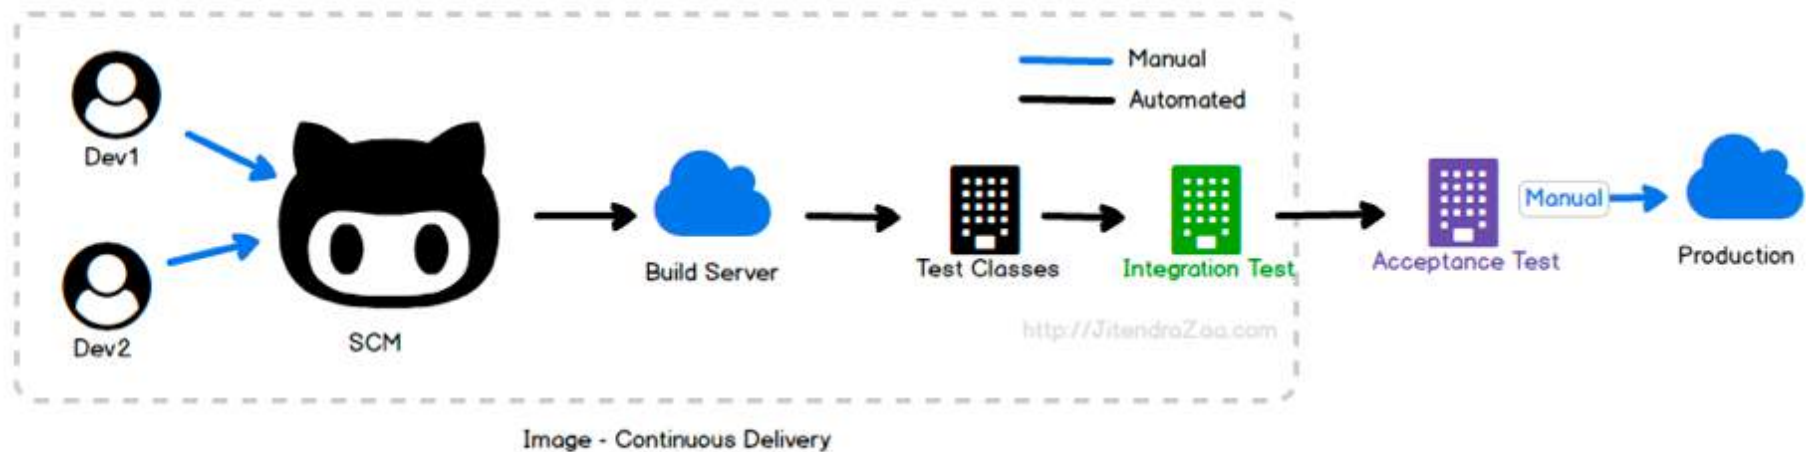 Manual
Automated
Dev1
Dev2
SCM
Build Server
Test Classes
Integration Test
Acceptance Test
Manual
Production
http://JitendraZaa.com
Image - Continuous Delivery